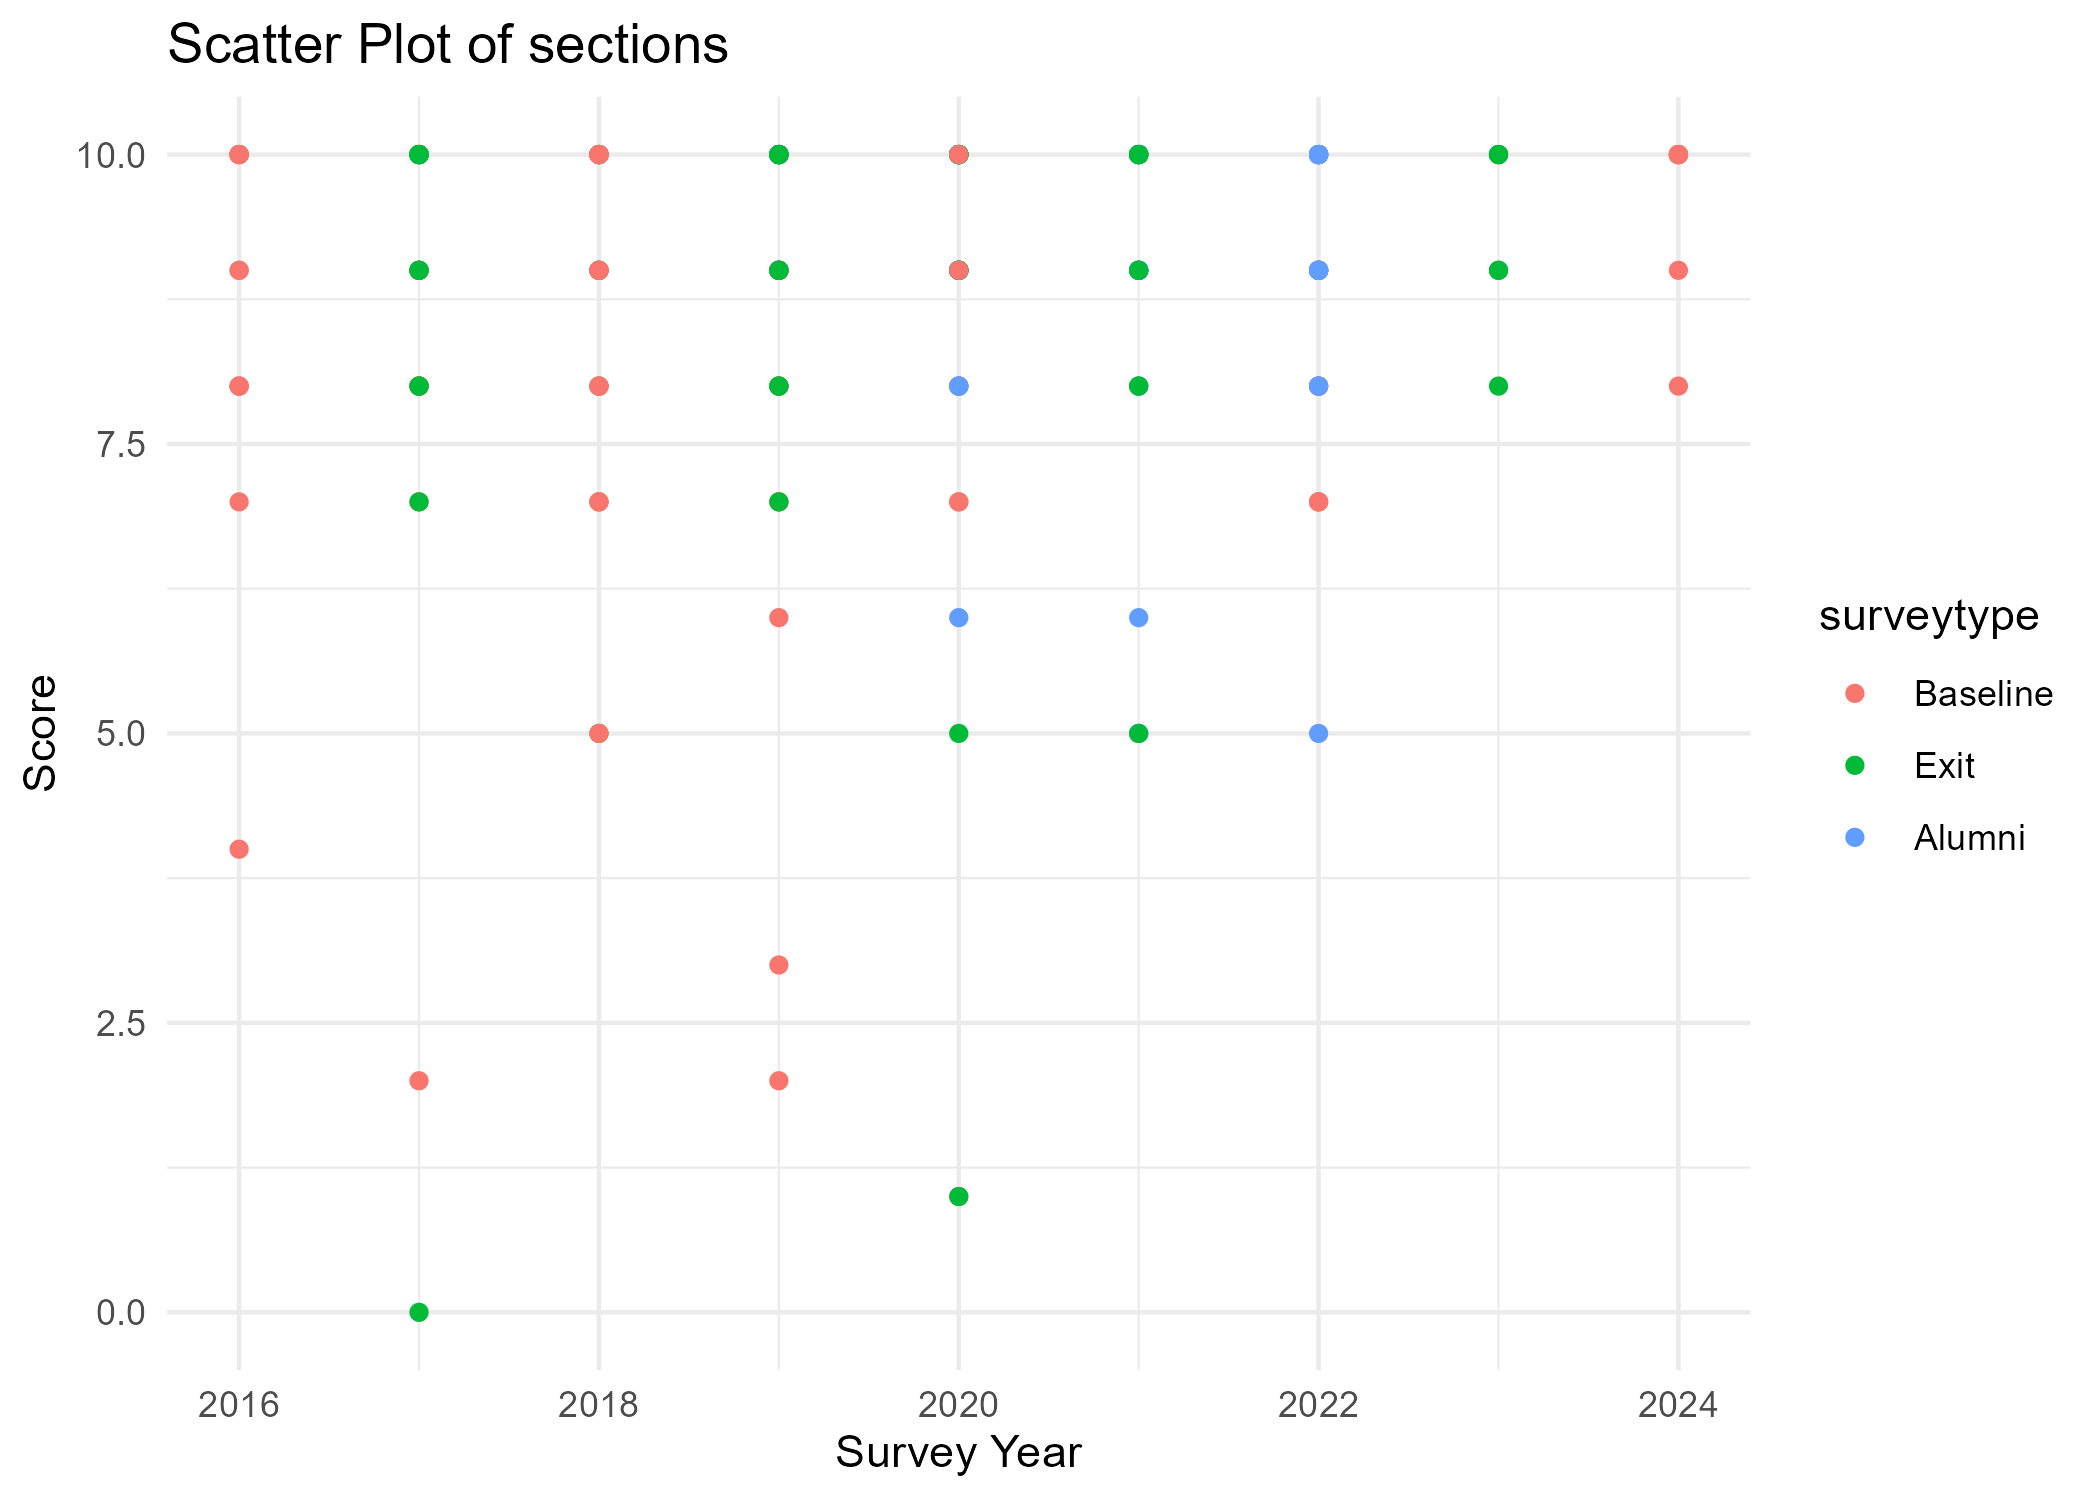 Scatter Plot of sections
10.0
7.5
5.0
2.5
0.0
Score
2016 2018 2020 2022 2024
Survey Year
surveytype
Baseline
Exit
Alumni